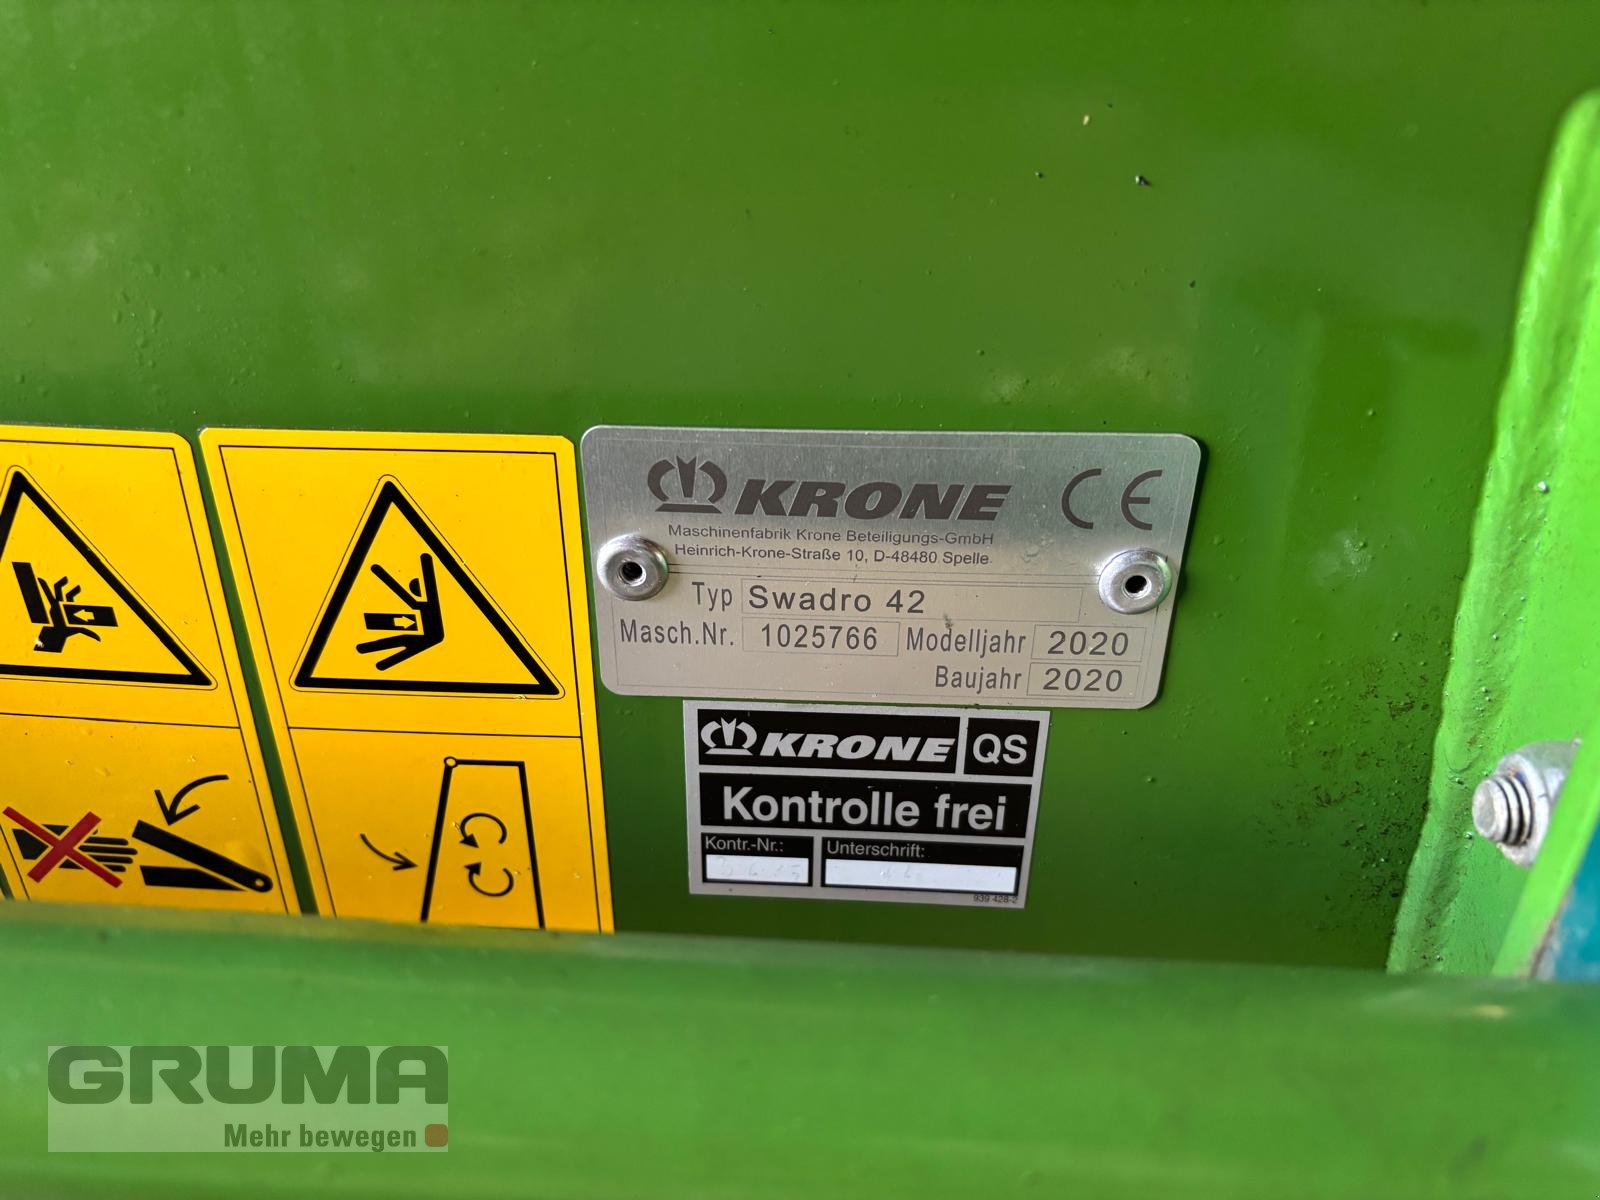 KRONE CE
Maschinenfabrik Krone Beteiligungs-GmbH
Heinrich-Krone-Straße 10, D-48480 Spelle
Typ Swadro 42
Masch.Nr. 1025766 Modelljahr 2020
Baujahr 2020
KRONE QS
Kontrolle frei
Kontr.-Nr.: Unterschrift:
939 428-2
GRUMA
Mehr bewegen